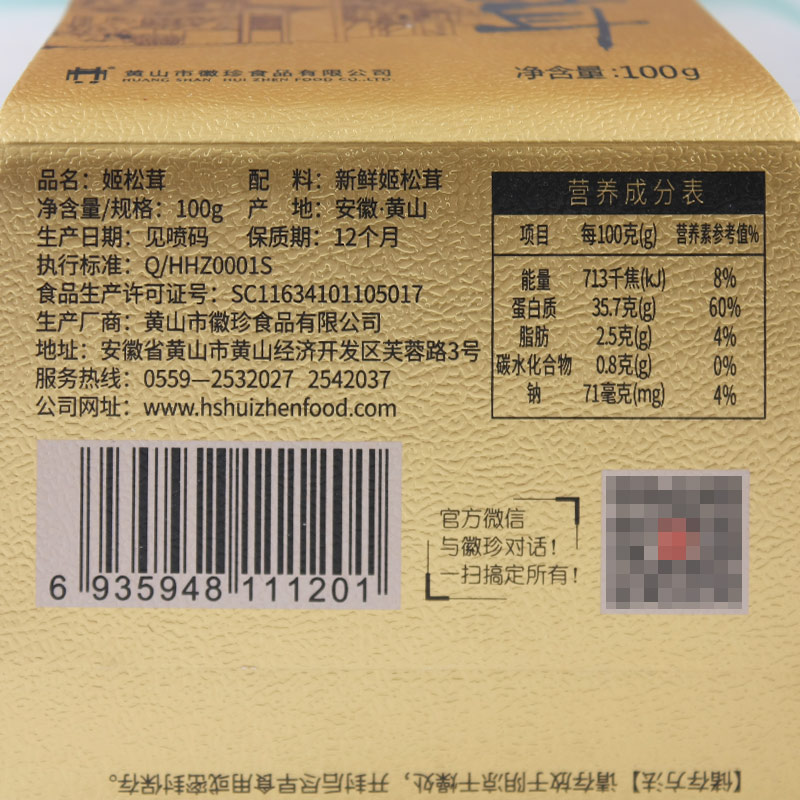 黄山市徽珍食品有限公司
HUANG SHAN HUI ZHEN FOOD CO.,LTD
净含量:100g
品名：姬松茸 配 料：新鲜姬松茸
净含量/规格：100g 产 地：安徽·黄山
生产日期：见喷码 保质期：12个月
执行标准：Q/HHZ0001S
食品生产许可证号：SC11634101105017
生产厂商：黄山市徽珍食品有限公司
地址：安徽省黄山市黄山经济开发区芙蓉路3号
服务热线：0559—2532027 2542037
公司网址：www.hshuizhenfood.com
营养成分表
项目 每100克(g) 营养素参考值%
能量 713千焦(kJ) 8%
蛋白质 35.7克(g) 60%
脂肪 2.5克(g) 4%
碳水化合物 0.8克(g) 0%
钠 71毫克(mg) 4%
6 935948 111201
官方微信
与徽珍对话！
一扫搞定所有！
【储存方法】请存放于阴凉干燥处，开封后尽早食用或密封保存。